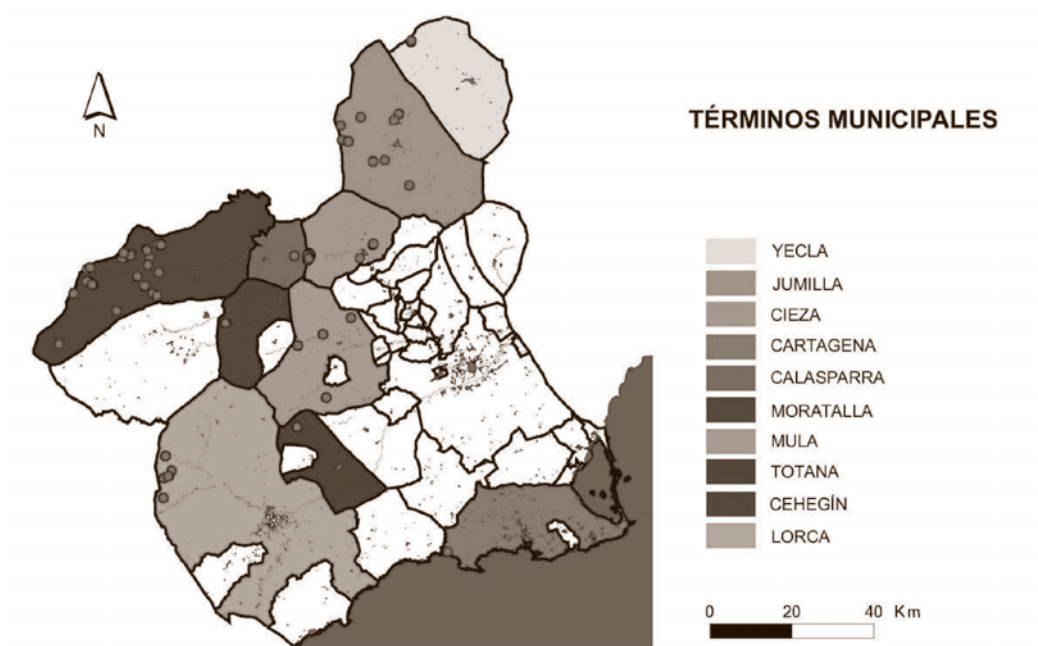 N
TÉRMINOS MUNICIPALES
YECLA
JUMILLA
CIEZA
CARTAGENA
CALASPARRA
MORATALLA
MULA
TOTANA
CEHEGÍN
LORCA
0 20 40 Km